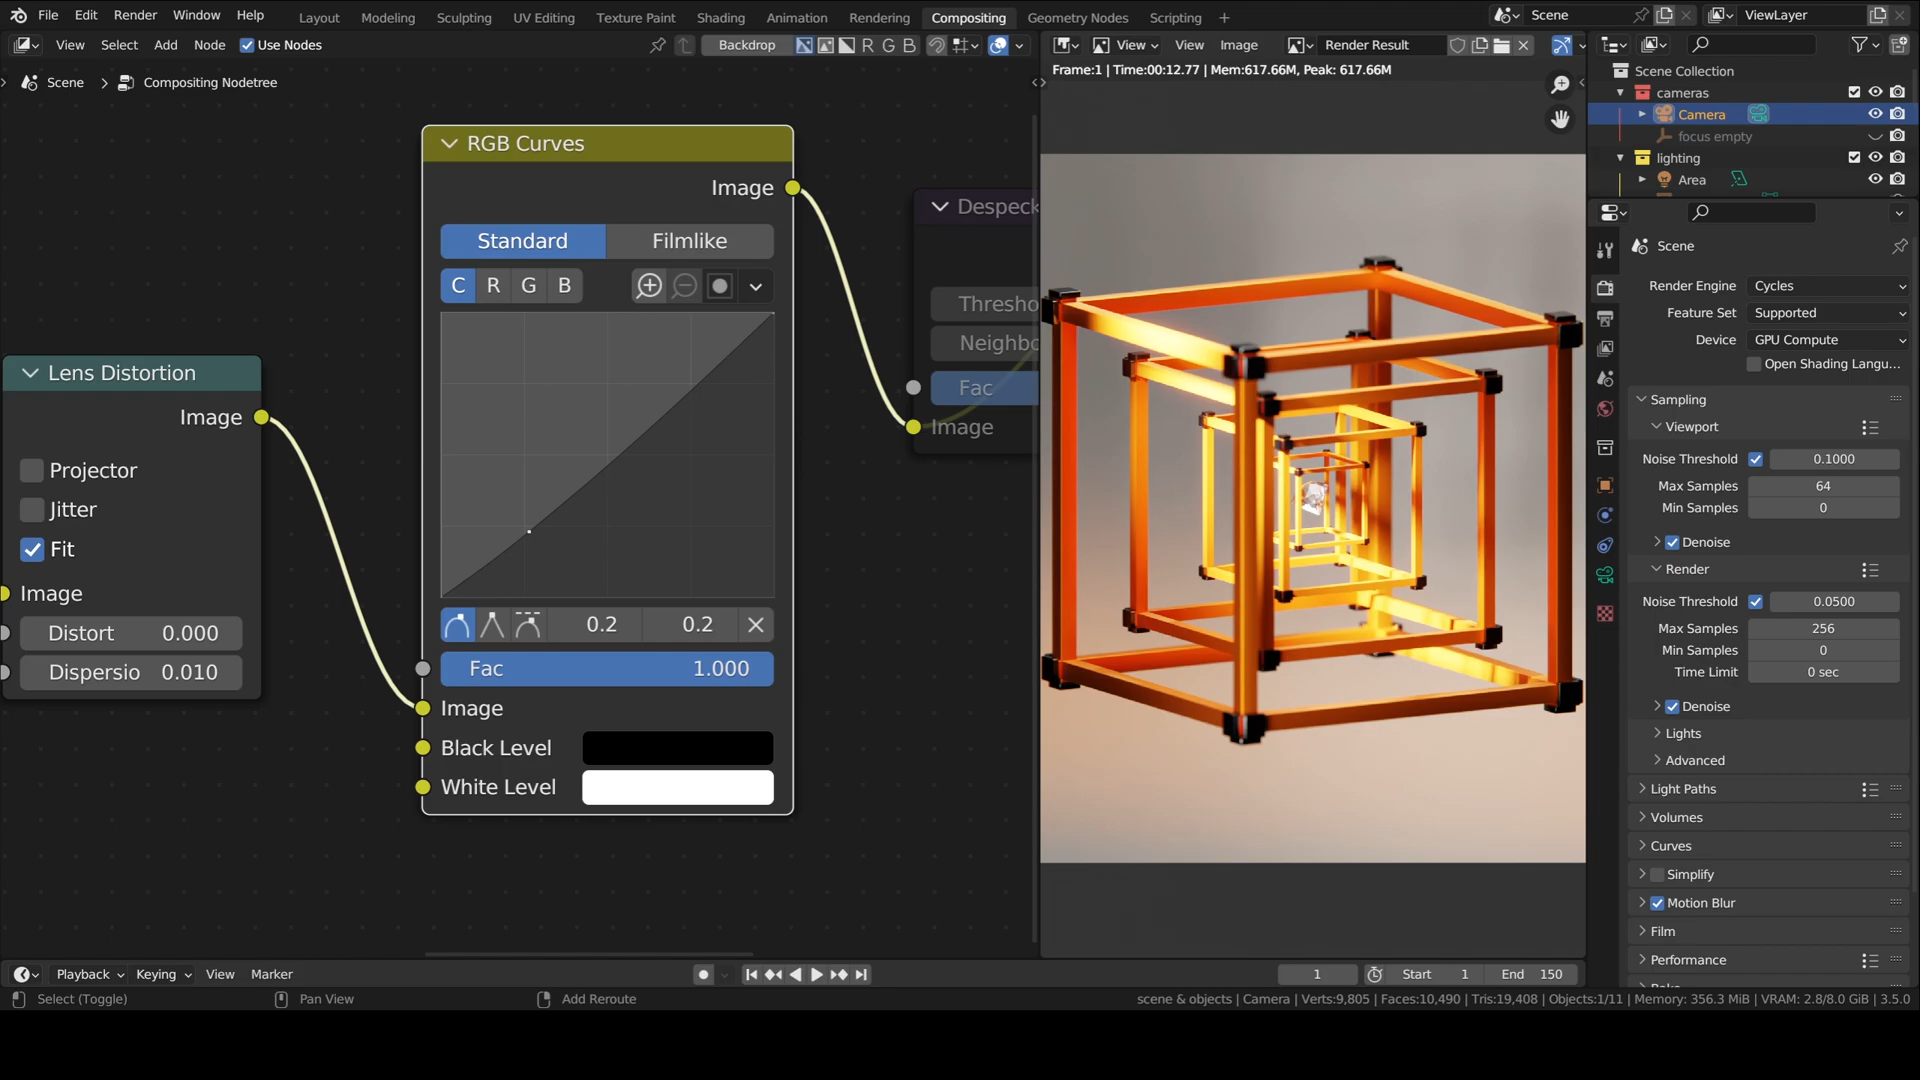 File Edit Render Window Help Layout Modeling Sculpting UV Editing Texture Paint Shading Animation Rendering Compositing Geometry Nodes Scripting + Scene ViewLayer
View Select Add Node Use Nodes Backdrop R G B View View Image Render Result
Scene > Compositing Nodetree
Frame:1 | Time:00:12.77 | Mem:617.66M, Peak: 617.66M
Scene Collection
cameras
Camera
focus empty
lighting
Area
RGB Curves
Image
Standard Filmlike
C R G B
0.2 0.2
Fac 1.000
Image
Black Level
White Level
Lens Distortion
Image
Projector
Jitter
Fit
Image
Distort 0.000
Dispersio 0.010
Despeck
Thresho
Neighbo
Fac
Image
Scene
Render Engine Cycles
Feature Set Supported
Device GPU Compute
Open Shading Langu...
Sampling
Viewport
Noise Threshold 0.1000
Max Samples 64
Min Samples 0
Denoise
Render
Noise Threshold 0.0500
Max Samples 256
Min Samples 0
Time Limit 0 sec
Denoise
Lights
Advanced
Light Paths
Volumes
Curves
Simplify
Motion Blur
Film
Performance
Playback Keying View Marker 1 Start 1 End 150
Select (Toggle) Pan View Add Reroute scene & objects | Camera | Verts:9,805 | Faces:10,490 | Tris:19,408 | Objects:1/11 | Memory: 356.3 MiB | VRAM: 2.8/8.0 GiB | 3.5.0